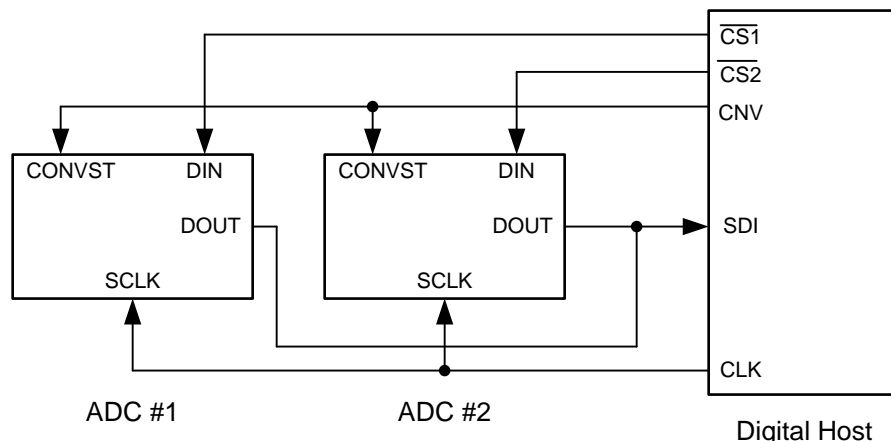 CS1
CS2
CNV
CONVST DIN
CONVST DIN
DOUT
DOUT
SDI
SCLK
SCLK
CLK
ADC #1
ADC #2
Digital Host